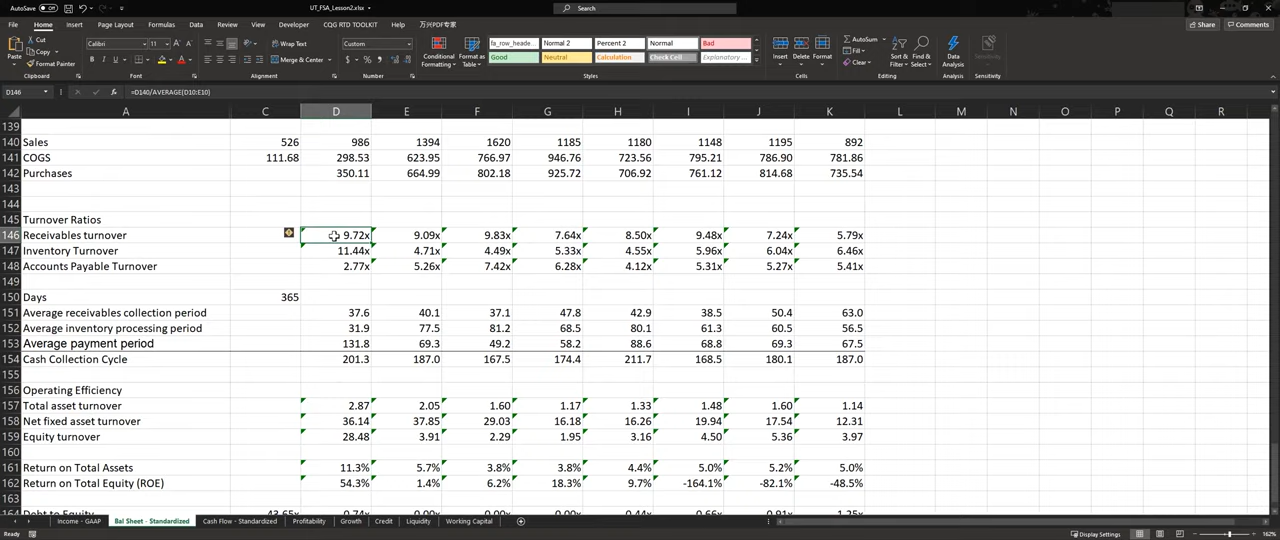 AutoSave Off UT_FSA_Lesson2.xlsx Search
File Home Insert Page Layout Formulas Data Review View Developer CQG RTD TOOLKIT 万兴PDF专家 Share Comments
Paste Cut Copy Format Painter Clipboard
Calibri 11 B I U Font
Wrap Text Merge & Center Alignment
Custom $ % Number
Conditional Formatting Format as Table
fa_row_heade... Normal 2 Percent 2 Normal Bad
Good Neutral Calculation Check Cell Explanatory ...
Styles
Insert Delete Format Cells
AutoSum Fill Clear Sort & Filter Find & Select Editing
Sensitivity Sensitivity
D146 fx =D140/AVERAGE(D10:E10)
A C D E F G H I J K L M N O P Q R
139
140 Sales 526 986 1394 1620 1185 1180 1148 1195 892
141 COGS 111.68 298.53 623.95 766.97 946.76 723.56 795.21 786.90 781.86
142 Purchases 350.11 664.99 802.18 925.72 706.92 761.12 814.68 735.54
143
144
145 Turnover Ratios
146 Receivables turnover 9.72x 9.09x 9.83x 7.64x 8.50x 9.48x 7.24x 5.79x
147 Inventory Turnover 11.44x 4.71x 4.49x 5.33x 4.55x 5.96x 6.04x 6.46x
148 Accounts Payable Turnover 2.77x 5.26x 7.42x 6.28x 4.12x 5.31x 5.27x 5.41x
149
150 Days 365
151 Average receivables collection period 37.6 40.1 37.1 47.8 42.9 38.5 50.4 63.0
152 Average inventory processing period 31.9 77.5 81.2 68.5 80.1 61.3 60.5 56.5
153 Average payment period 131.8 69.3 49.2 58.2 88.6 68.8 69.3 67.5
154 Cash Collection Cycle 201.3 187.0 167.5 174.4 211.7 168.5 180.1 187.0
155
156 Operating Efficiency
157 Total asset turnover 2.87 2.05 1.60 1.17 1.33 1.48 1.60 1.14
158 Net fixed asset turnover 36.14 37.85 29.03 16.18 16.26 19.94 17.54 12.31
159 Equity turnover 28.48 3.91 2.29 1.95 3.16 4.50 5.36 3.97
160
161 Return on Total Assets 11.3% 5.7% 3.8% 3.8% 4.4% 5.0% 5.2% 5.0%
162 Return on Total Equity (ROE) 54.3% 1.4% 6.2% 18.3% 9.7% -164.1% -82.1% -48.5%
163
164 Debt to Equity 43.65x 0.74x 0.00x 0.00x 0.00x 0.44x 0.66x 0.91x 1.25x
Income - GAAP Bal Sheet - Standardized Cash Flow - Standardized Profitability Growth Credit Liquidity Working Capital
Ready Display Settings 162%